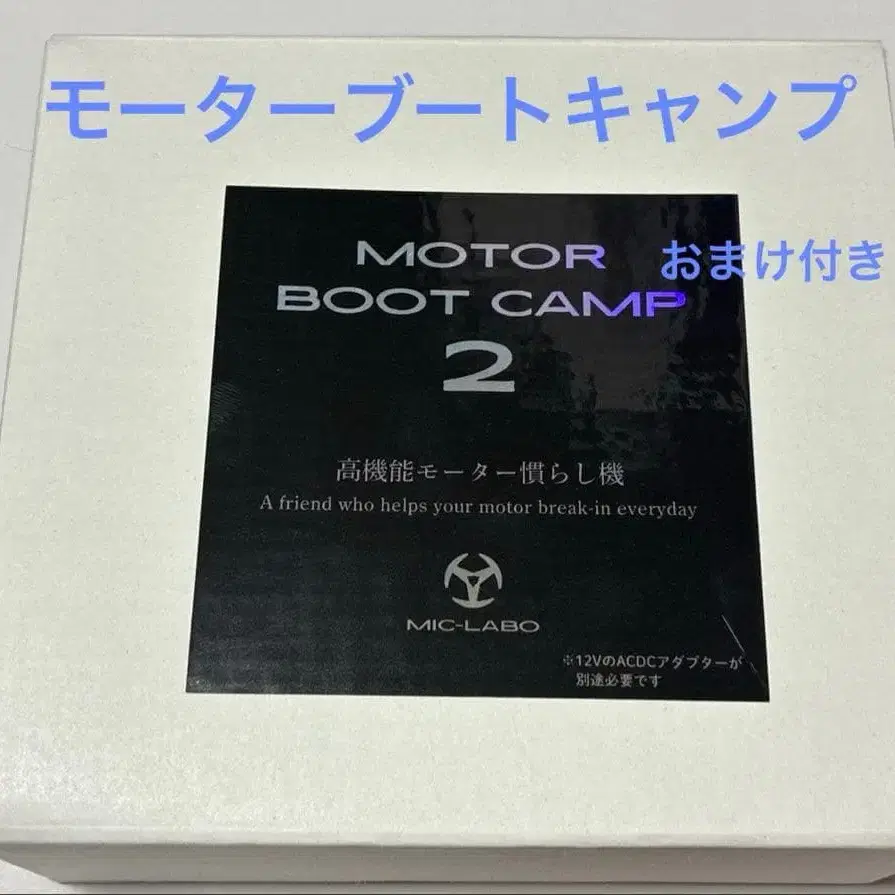 モーターブートキャンプ
MOTOR
おまけ付き
BOOT CAMP
2
高機能モーター慣らし機
A friend who helps your motor break-in everyday
MIC-LABO
※12VのACDCアダプターが
別途必要です